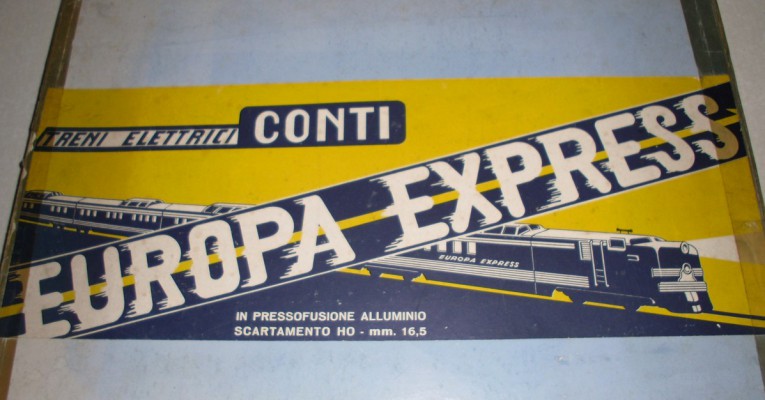 TRENI ELETTRICI CONTI
EUROPA EXPRESS
EUROPA EXPRESS
IN PRESSOFUSIONE ALLUMINIO
SCARTAMENTO HO - mm. 16,5